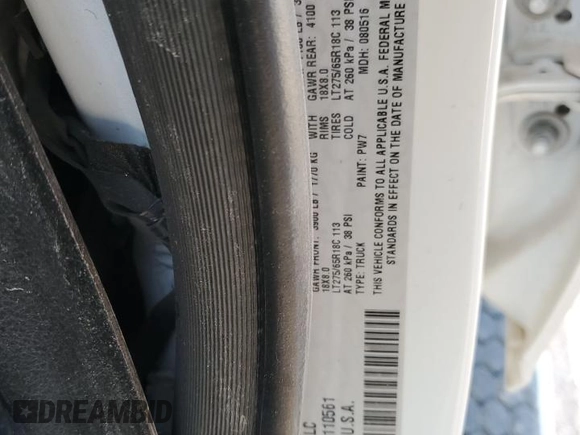 GAWR FRONT: 3900 LB / 1770 KG WITH GAWR REAR: 4100
18X8.0 RIMS 18X8.0
LT275/65R18C 113 TIRES LT275/65R18C 113
AT 260 kPa / 38 PSI COLD AT 260 kPa / 38 PSI
TYPE: TRUCK PAINT: PW7 MDH: 080516
THIS VEHICLE CONFORMS TO ALL APPLICABLE U.S.A. FEDERAL M
STANDARDS IN EFFECT ON THE DATE OF MANUFACTURE
LC
110561
U.S.A.
DREAMBID